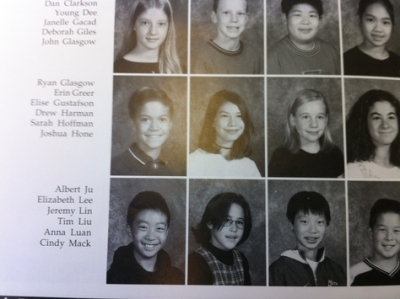 Dan Clarkson
Young Dee
Janelle Gacad
Deborah Giles
John Glasgow
Ryan Glasgow
Erin Greer
Elise Gustafson
Drew Harman
Sarah Hoffman
Joshua Hone
Albert Ju
Elizabeth Lee
Jeremy Lin
Tim Liu
Anna Luan
Cindy Mack